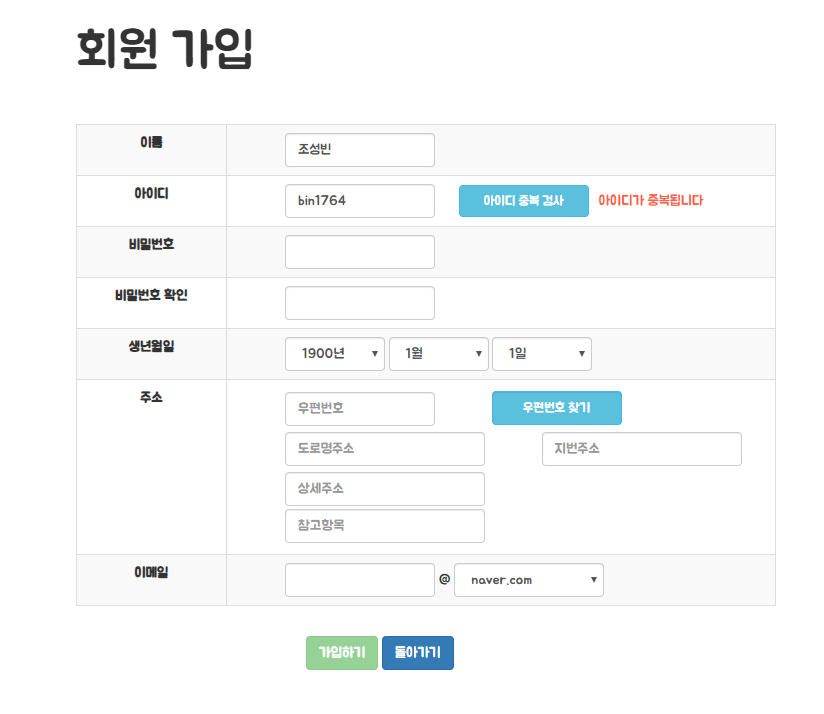 회원 가입
이름 조성빈
아이디 bin1764 아이디 중복 검사 아이디가 중복됩니다
비밀번호
비밀번호 확인
생년월일 1900년 1월 1일
주소 우편번호 우편번호 찾기
도로명주소 지번주소
상세주소
참고항목
이메일 @ naver.com
가입하기 돌아가기